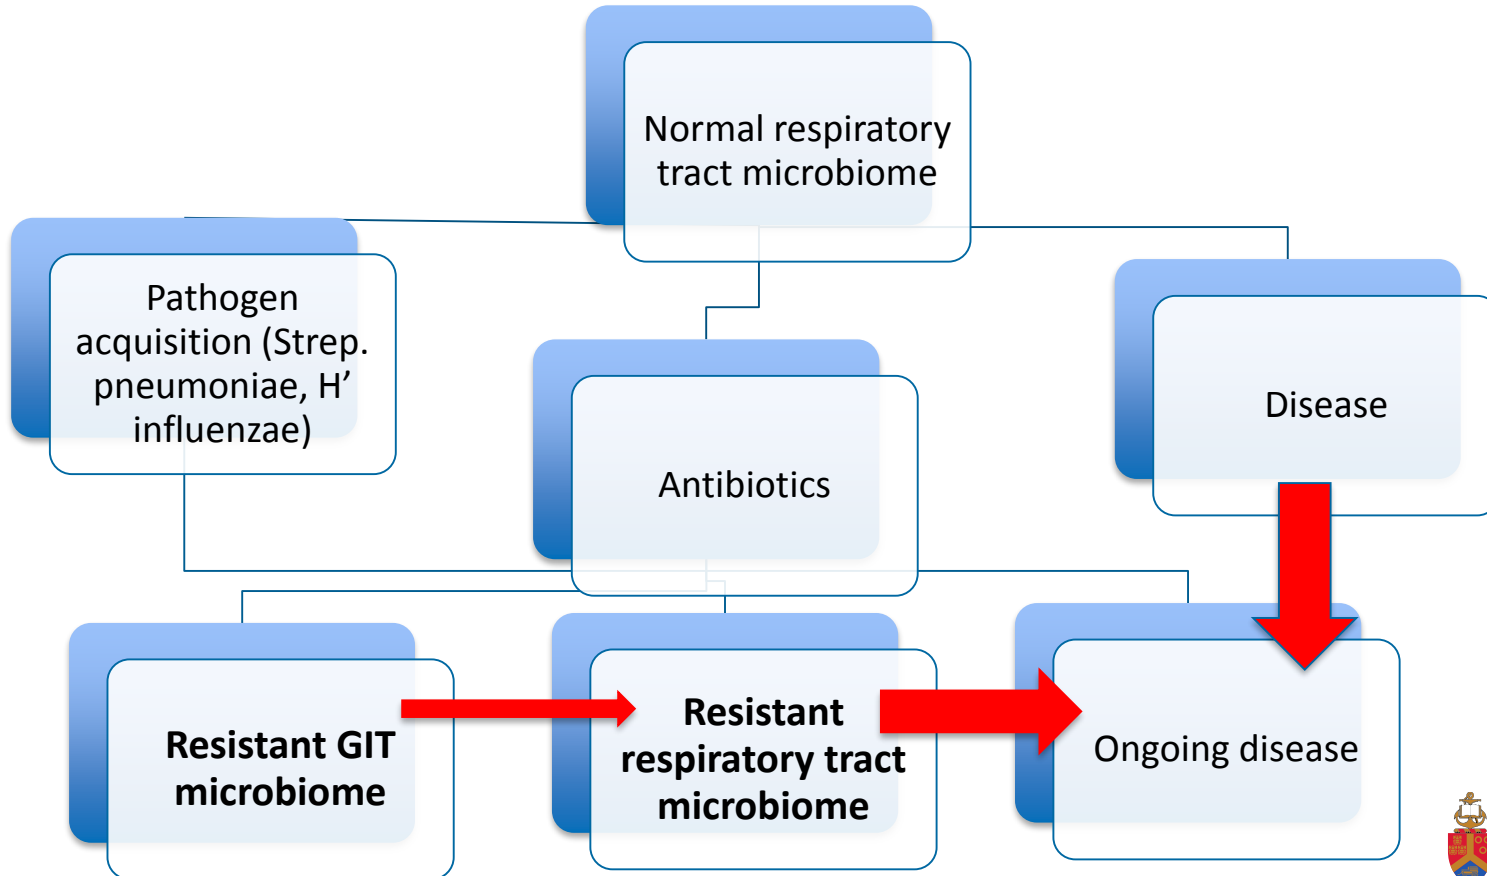 Normal respiratory
tract microbiome
Pathogen
acquisition (Strep.
pneumoniae, H’
influenzae)
Antibiotics
Disease
Resistant GIT
microbiome
Resistant
respiratory tract
microbiome
Ongoing disease